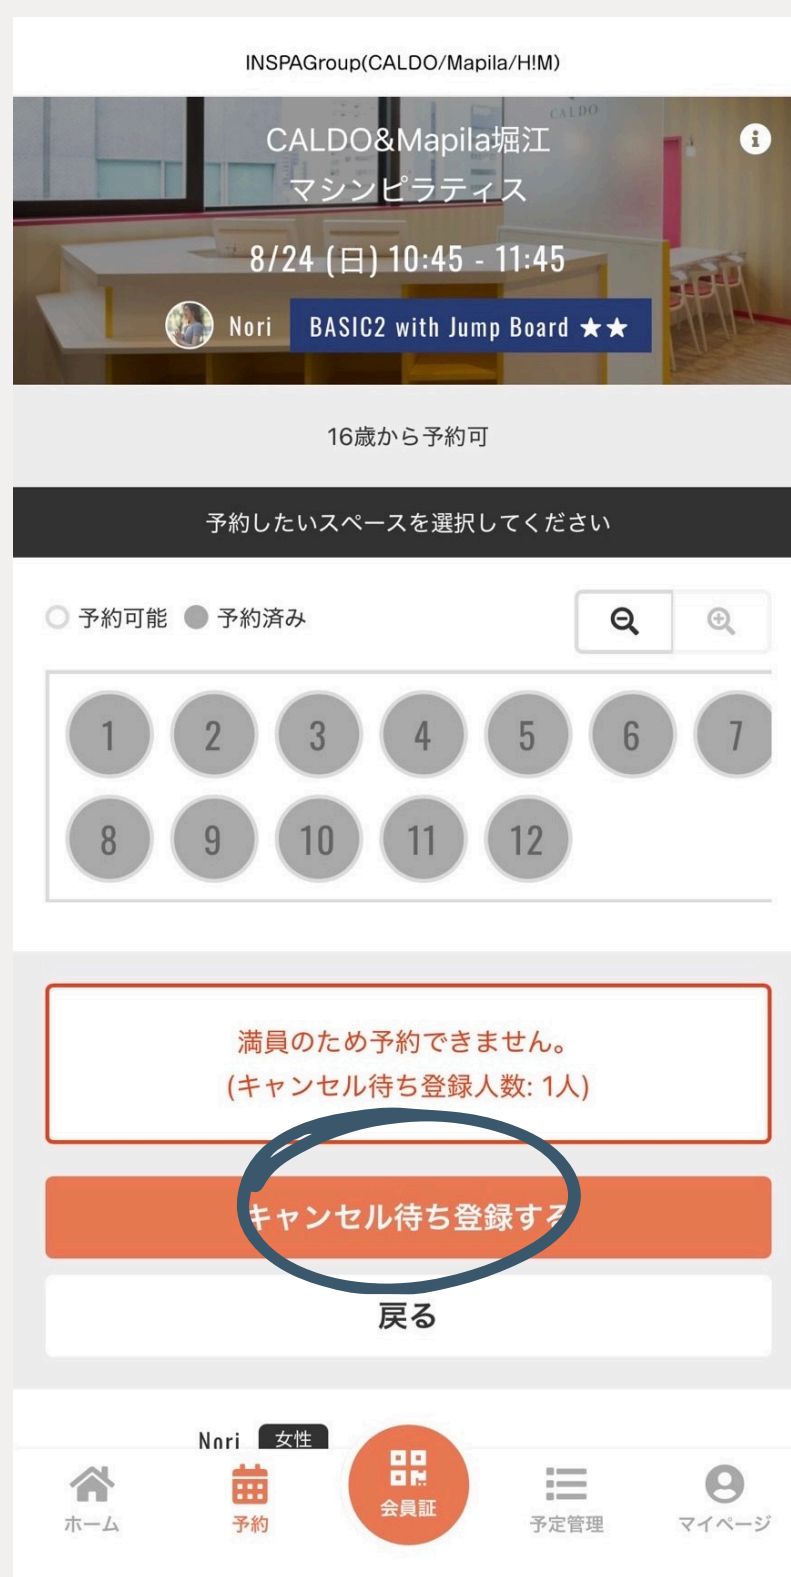 INSPAGroup(CALDO/Mapila/H!M)
CALDO
CALDO&Mapila堀江
マシンピラティス
8/24 (日) 10:45 - 11:45
Nori BASIC2 with Jump Board ★★
16歳から予約可
予約したいスペースを選択してください
予約可能 予約済み
1 2 3 4 5 6 7
8 9 10 11 12
満員のため予約できません。
(キャンセル待ち登録人数: 1人)
キャンセル待ち登録する
戻る
Nori 女性
ホーム 予約 会員証 予定管理 マイページ